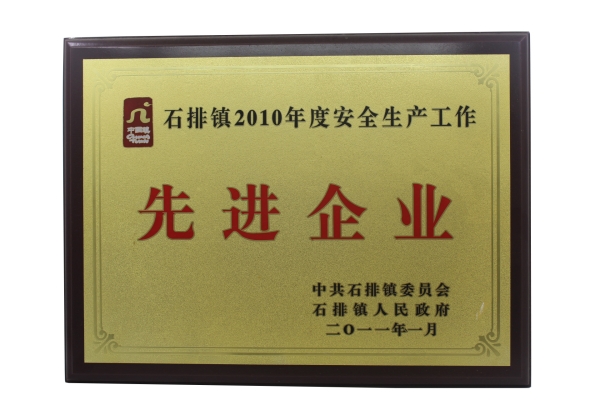 石排镇2010年度安全生产工作
先进企业
中共石排镇委员会
石排镇人民政府
二〇一一年一月